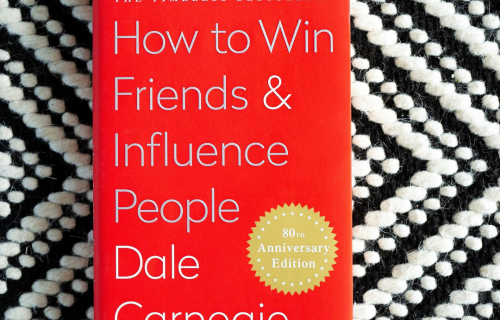 How to Win
Friends &
Influence
People
Dale
Carnegie
80TH
Anniversary
Edition